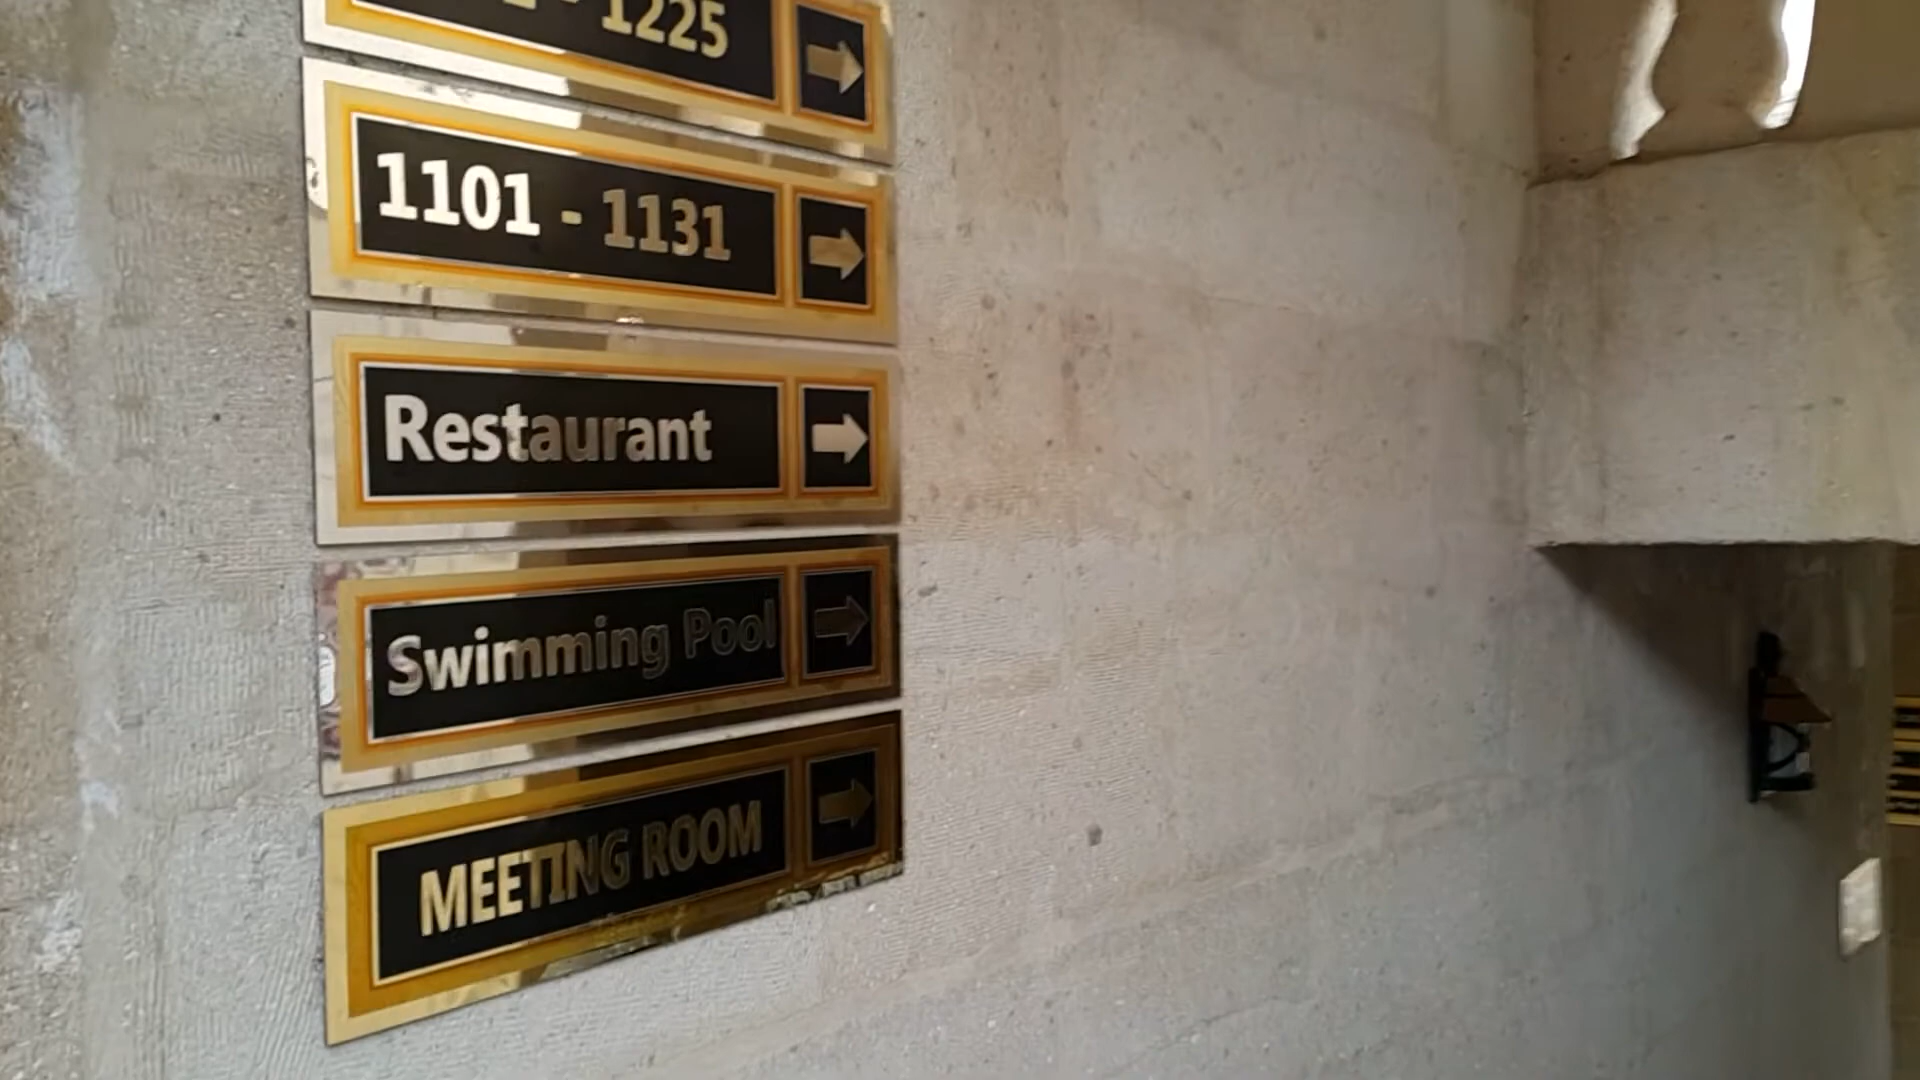 - 1225
1101 - 1131
Restaurant
Swimming Pool
MEETING ROOM